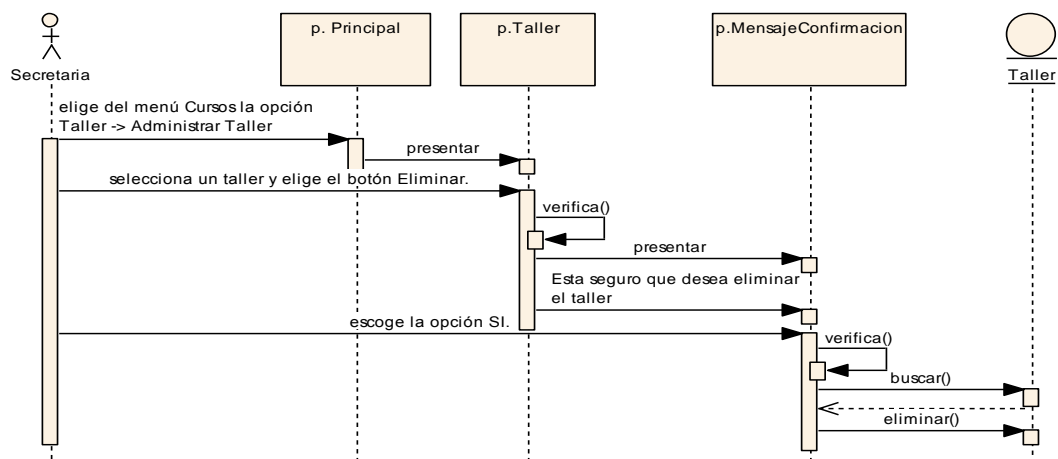 p. Principal
p.Taller
p.MensajeConfirmacion
Secretaria
Taller
elige del menú Cursos la opción
Taller -> Administrar Taller
presentar
selecciona un taller y elige el botón Eliminar.
verifica()
presentar
Esta seguro que desea eliminar
el taller
escoge la opción SI.
verifica()
buscar()
eliminar()